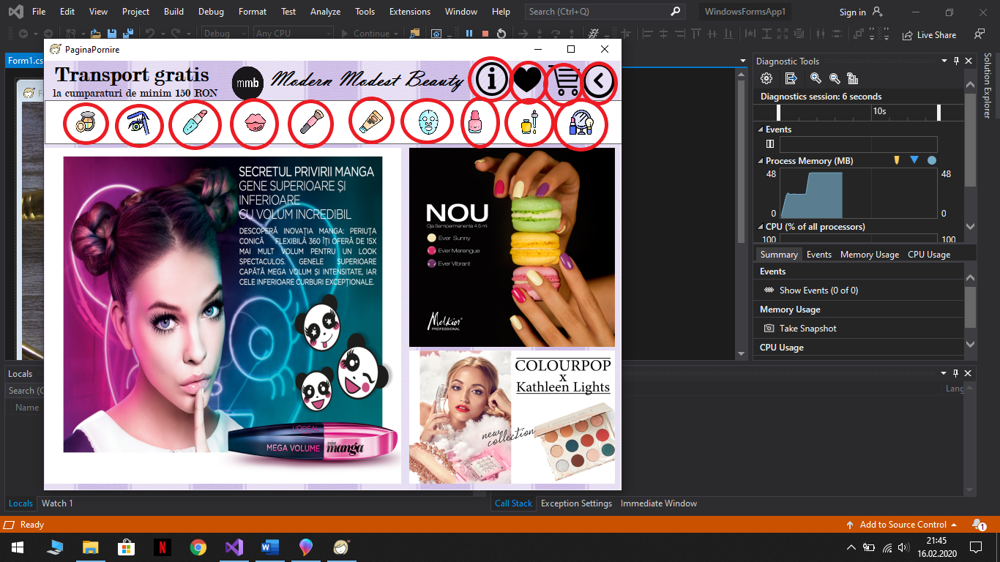 File Edit View Project Build Debug Format Test Analyze Tools Extensions Window Help Search (Ctrl+Q) WindowsFormsApp1 Sign in
Debug Any CPU Continue Live Share
Form1.cs
PaginaPornire
Transport gratis
la cumparaturi de minim 150 RON
mmb
Modern Modest Beauty
SECRETUL PRIVIRII MANGA
GENE SUPERIOARE ȘI
INFERIOARE
CU VOLUM INCREDIBIL
DESCOPERĂ INOVAȚIA MANGA: PERIUȚA
CONICĂ FLEXIBILĂ 360 ÎȚI OFERĂ DE 15X
MAI MULT VOLUM PENTRU UN LOOK
SPECTACULOS. GENELE SUPERIOARE
CAPĂTĂ MEGA VOLUM ȘI INTENSITATE, IAR
CELE INFERIOARE CURBURI EXCEPȚIONALE.
L'OREAL
MEGA VOLUME
miss
manga
NOU
Oja Semipermanenta 4.5 ml
Ever Sunny
Ever Merengue
Ever Vibrant
Melkior
PROFESSIONAL
COLOURPOP
x
Kathleen Lights
new
collection
Diagnostic Tools
Diagnostics session: 6 seconds
10s
Events
Process Memory (MB)
48 48
0 0
CPU (% of all processors)
100 100
Summary Events Memory Usage CPU Usage
Events
Show Events (0 of 0)
Memory Usage
Take Snapshot
CPU Usage
Solution Explorer
Locals
Search (C
Name
Lang
Locals Watch 1
Call Stack Exception Settings Immediate Window
Ready
Add to Source Control
1
21:45
16.02.2020